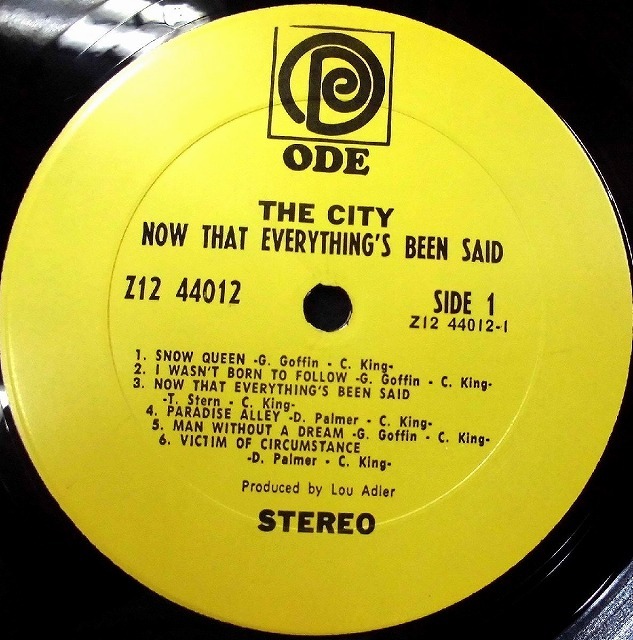 ODE
THE CITY
NOW THAT EVERYTHING'S BEEN SAID
Z12 44012
SIDE 1
Z12 44012-1
1. SNOW QUEEN -G. Goffin - C. King-
2. I WASN'T BORN TO FOLLOW -G. Goffin - C. King-
3. NOW THAT EVERYTHING'S BEEN SAID
-T. Stern - C. King-
4. PARADISE ALLEY -D. Palmer - C. King-
5. MAN WITHOUT A DREAM -G. Goffin - C. King-
6. VICTIM OF CIRCUMSTANCE
-D. Palmer - C. King-
Produced by Lou Adler
STEREO